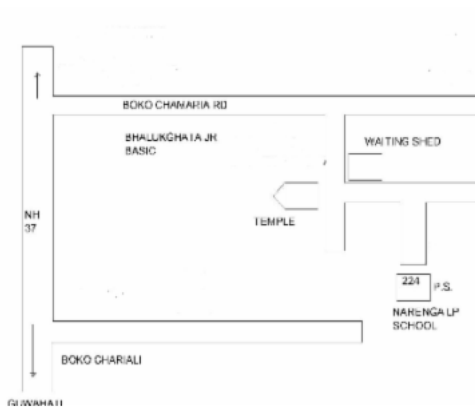 BOKO CHAMARIA RD
BHALUKGHATA JR
BASIC
WAITING SHED
NH
37
TEMPLE
224
P.S.
NARENGA LP
SCHOOL
BOKO CHARIALI
GUWAHATI